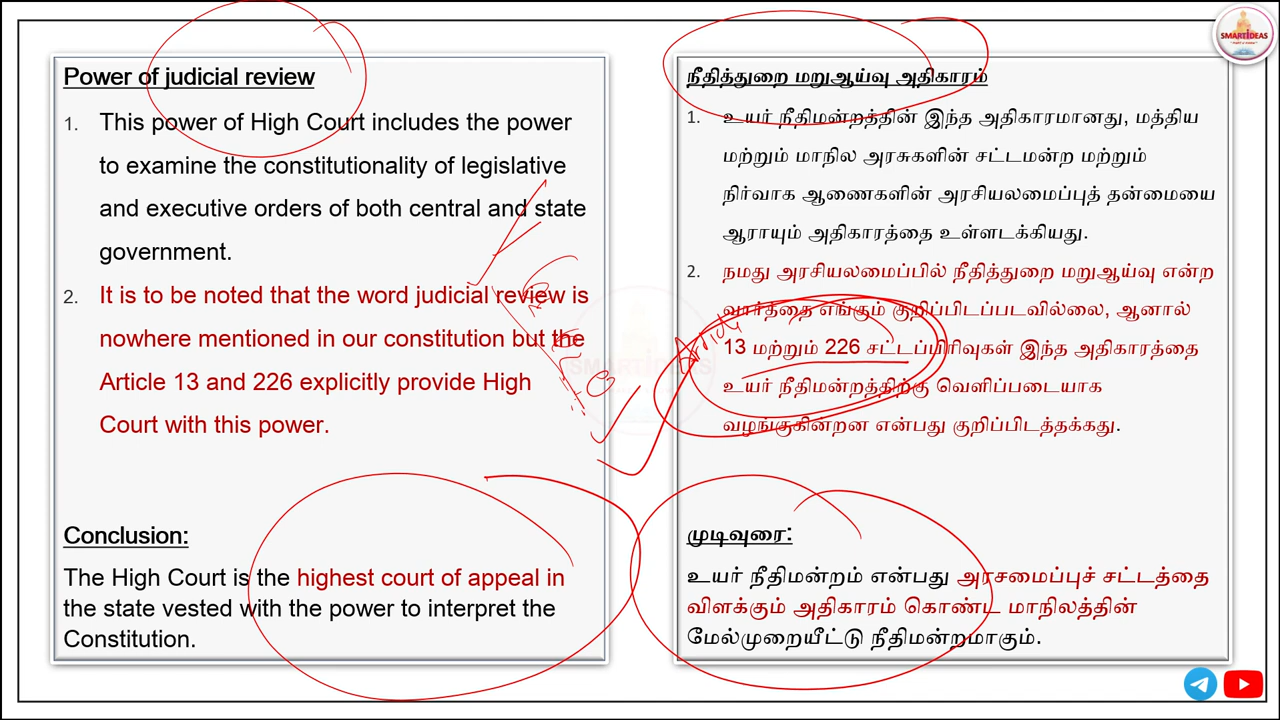 SMARTIDEAS
Power of judicial review
1. This power of High Court includes the power
to examine the constitutionality of legislative
and executive orders of both central and state
government.
2. It is to be noted that the word judicial review is
nowhere mentioned in our constitution but the
Article 13 and 226 explicitly provide High
Court with this power.
Conclusion:
The High Court is the highest court of appeal in
the state vested with the power to interpret the
Constitution.
நீதித்துறை மறுஆய்வு அதிகாரம்
1. உயர் நீதிமன்றத்தின் இந்த அதிகாரமானது, மத்திய
மற்றும் மாநில அரசுகளின் சட்டமன்ற மற்றும்
நிர்வாக ஆணைகளின் அரசியலமைப்புத் தன்மையை
ஆராயும் அதிகாரத்தை உள்ளடக்கியது.
2. நமது அரசியலமைப்பில் நீதித்துறை மறுஆய்வு என்ற
வார்த்தை எங்கும் குறிப்பிடப்படவில்லை, ஆனால்
13 மற்றும் 226 சட்டப்பிரிவுகள் இந்த அதிகாரத்தை
உயர் நீதிமன்றத்திற்கு வெளிப்படையாக
வழங்குகின்றன என்பது குறிப்பிடத்தக்கது.
முடிவுரை:
உயர் நீதிமன்றம் என்பது அரசமைப்புச் சட்டத்தை
விளக்கும் அதிகாரம் கொண்ட மாநிலத்தின்
மேல்முறையீட்டு நீதிமன்றமாகும்.
Article
SMARTIDEAS